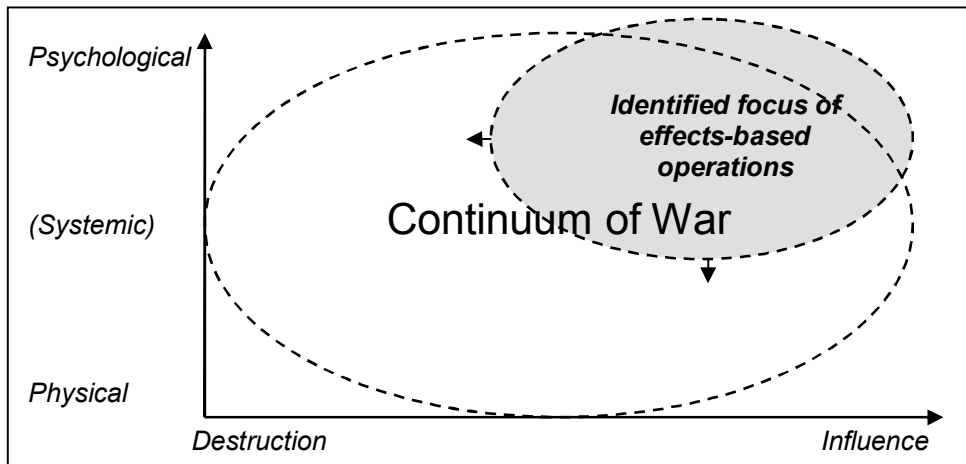 Psychological
Identified focus of
effects-based
operations
(Systemic)
Continuum of War
Physical
Destruction
Influence